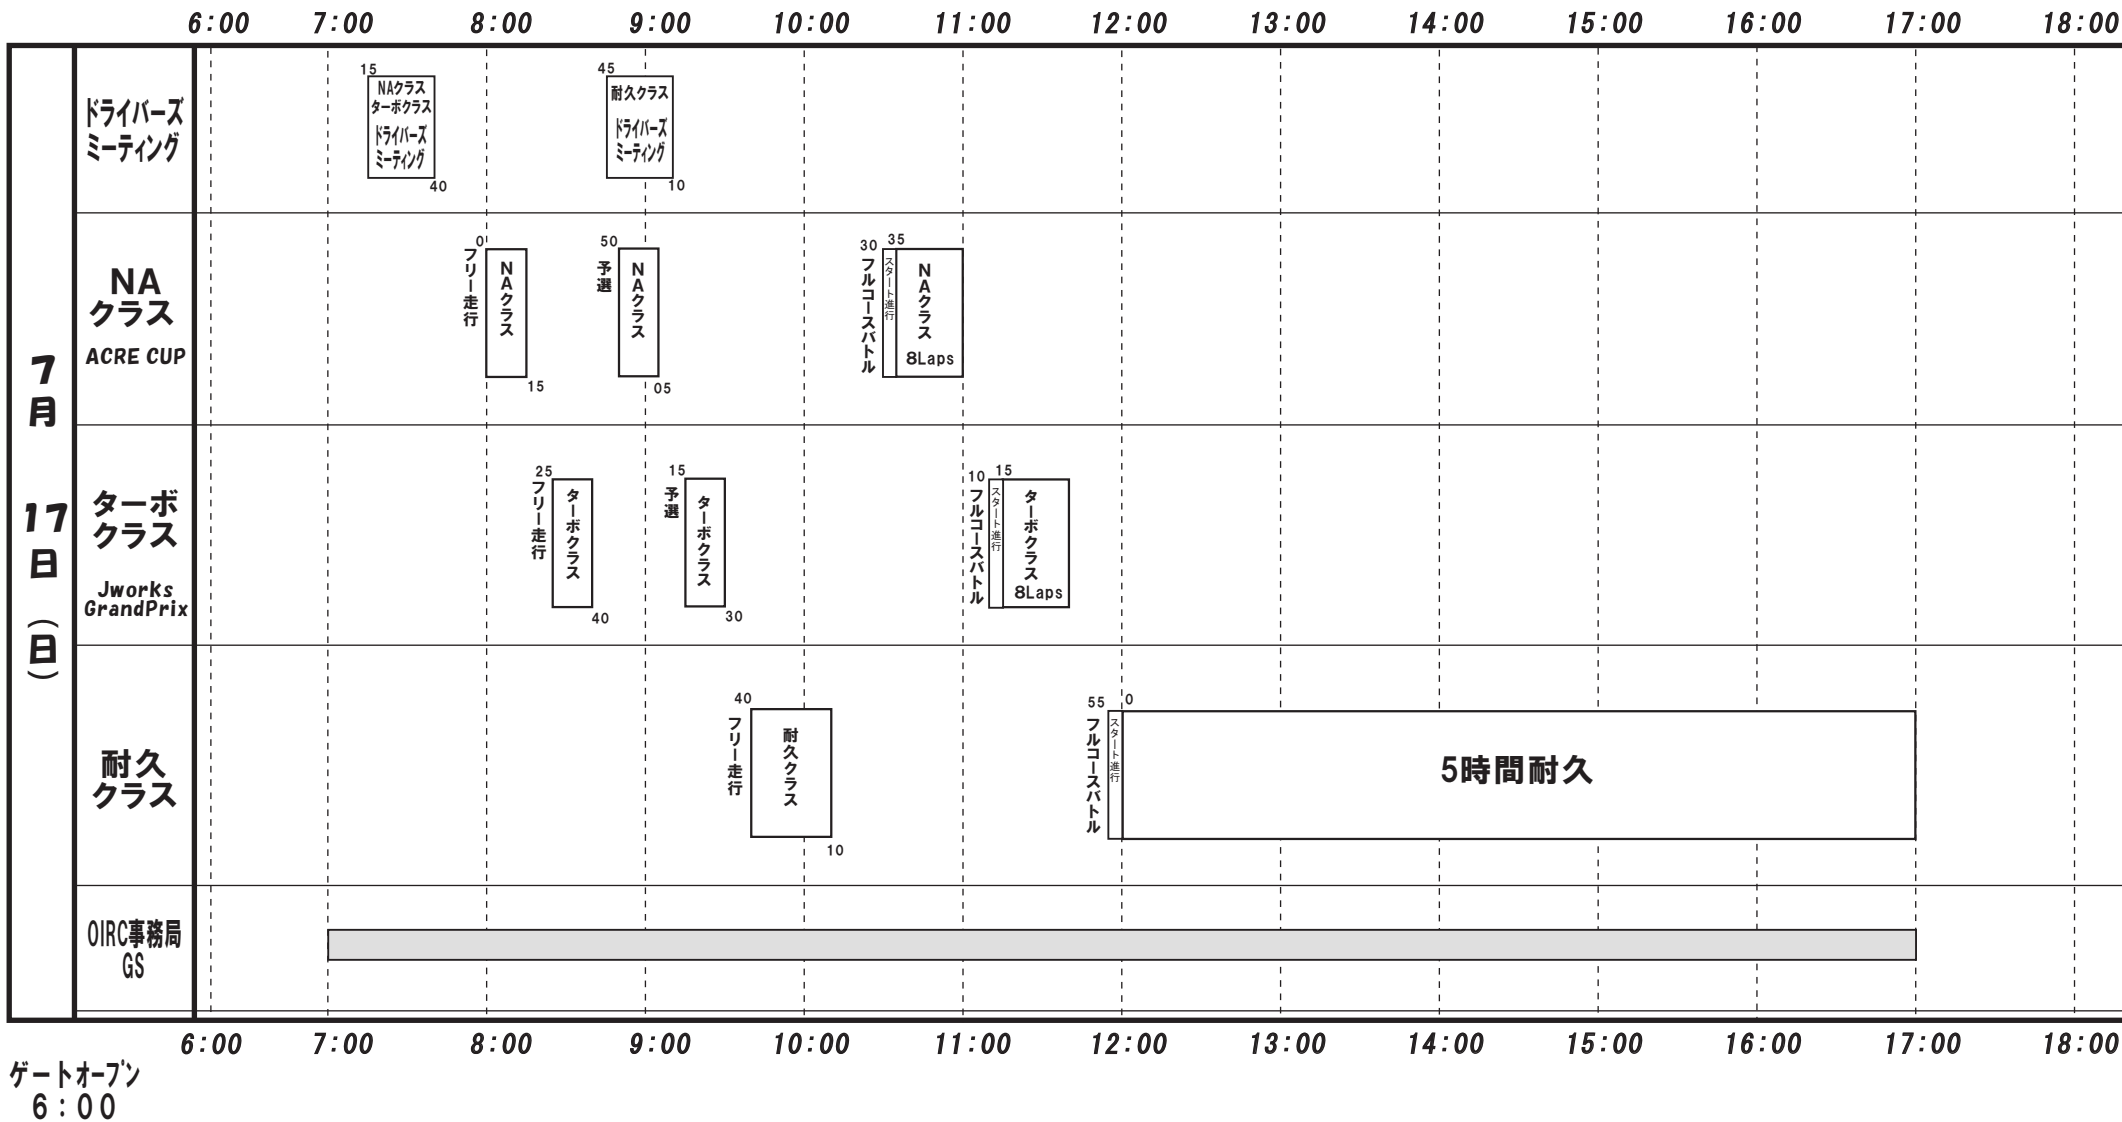 6:00 7:00 8:00 9:00 10:00 11:00 12:00 13:00 14:00 15:00 16:00 17:00 18:00
7月17日(日)
ドライバーズ
ミーティング
15
NAクラス
ターボクラス
ドライバーズ
ミーティング
40
45
耐久クラス
ドライバーズ
ミーティング
10
NA
クラス
ACRE CUP
0
フリー走行
NAクラス
15
50
予選
NAクラス
05
30
フルコースバトル
35
スタート進行
NAクラス
8Laps
ターボ
クラス
Jworks
GrandPrix
25
フリー走行
ターボクラス
40
15
予選
ターボクラス
30
10
フルコースバトル
15
スタート進行
ターボクラス
8Laps
耐久
クラス
40
フリー走行
耐久クラス
10
55
フルコースバトル
0
スタート進行
5時間耐久
OIRC事務局
GS
6:00 7:00 8:00 9:00 10:00 11:00 12:00 13:00 14:00 15:00 16:00 17:00 18:00
ゲートオープン
6:00